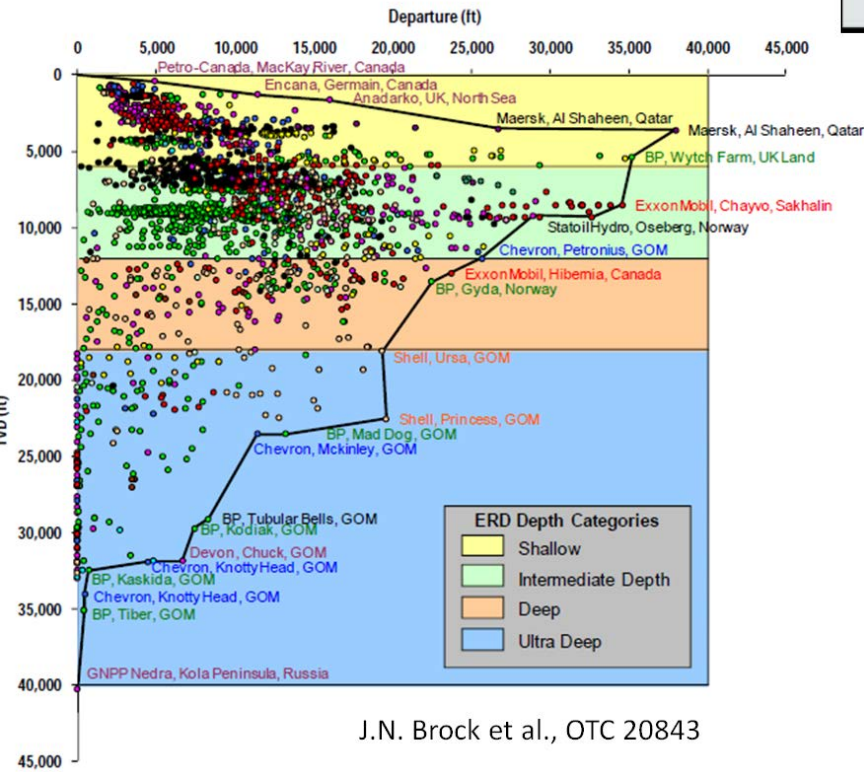 Departure (ft)
0 5,000 10,000 15,000 20,000 25,000 30,000 35,000 40,000 45,000
0
5,000
10,000
15,000
20,000
25,000
30,000
35,000
40,000
45,000
(ft)
Petro-Canada, MacKay River, Canada
Encana, Germain, Canada
Anadarko, UK, North Sea
Maersk, Al Shaheen, Qatar
Maersk, Al Shaheen, Qatar
BP, Wytch Farm, UK Land
Exxon Mobil, Chayvo, Sakhalin
StatoilHydro, Oseberg, Norway
Chevron, Petronius, GOM
Exxon Mobil, Hibernia, Canada
BP, Gyda, Norway
Shell, Ursa, GOM
Shell, Princess, GOM
BP, Mad Dog, GOM
Chevron, Mckinley, GOM
BP, Tubular Bells, GOM
BP, Kodiak, GOM
Devon, Chuck, GOM
Chevron, Knotty Head, GOM
BP, Kaskida, GOM
Chevron, Knotty Head, GOM
BP, Tiber, GOM
GNPP Nedra, Kola Peninsula, Russia
ERD Depth Categories
Shallow
Intermediate Depth
Deep
Ultra Deep
J.N. Brock et al., OTC 20843